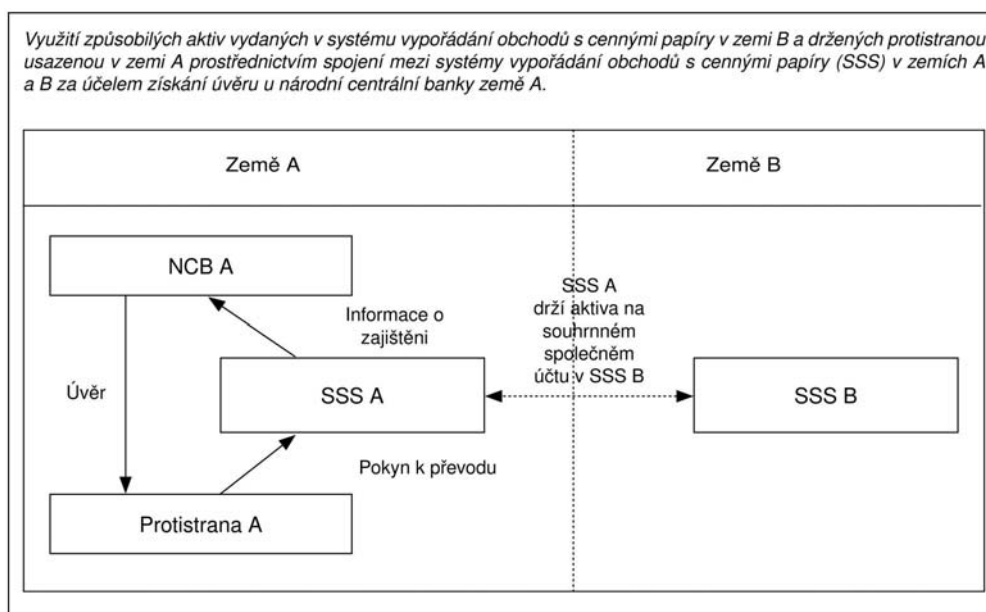 Využití způsobilých aktiv vydaných v systému vypořádání obchodů s cennými papíry v zemi B a držených protistranou
usazenou v zemi A prostřednictvím spojení mezi systémy vypořádání obchodů s cennými papíry (SSS) v zemích A
a B za účelem získání úvěru u národní centrální banky země A.
Země A
Země B
NCB A
Informace o
zajištěni
SSS A
drží aktiva na
souhrnném
společném
účtu v SSS B
Úvěr
SSS A
SSS B
Pokyn k převodu
Protistrana A